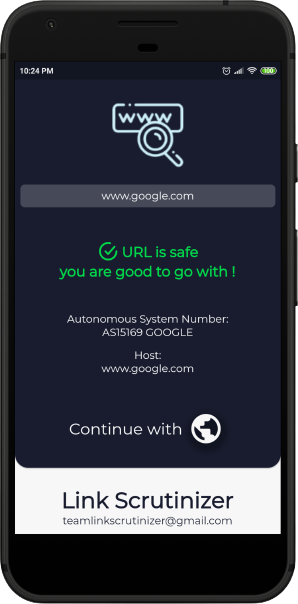 10:24 PM
100
www
www.google.com
URL is safe
you are good to go with !
Autonomous System Number:
AS15169 GOOGLE
Host:
www.google.com
Continue with
Link Scrutinizer
teamlinkscrutinizer@gmail.com